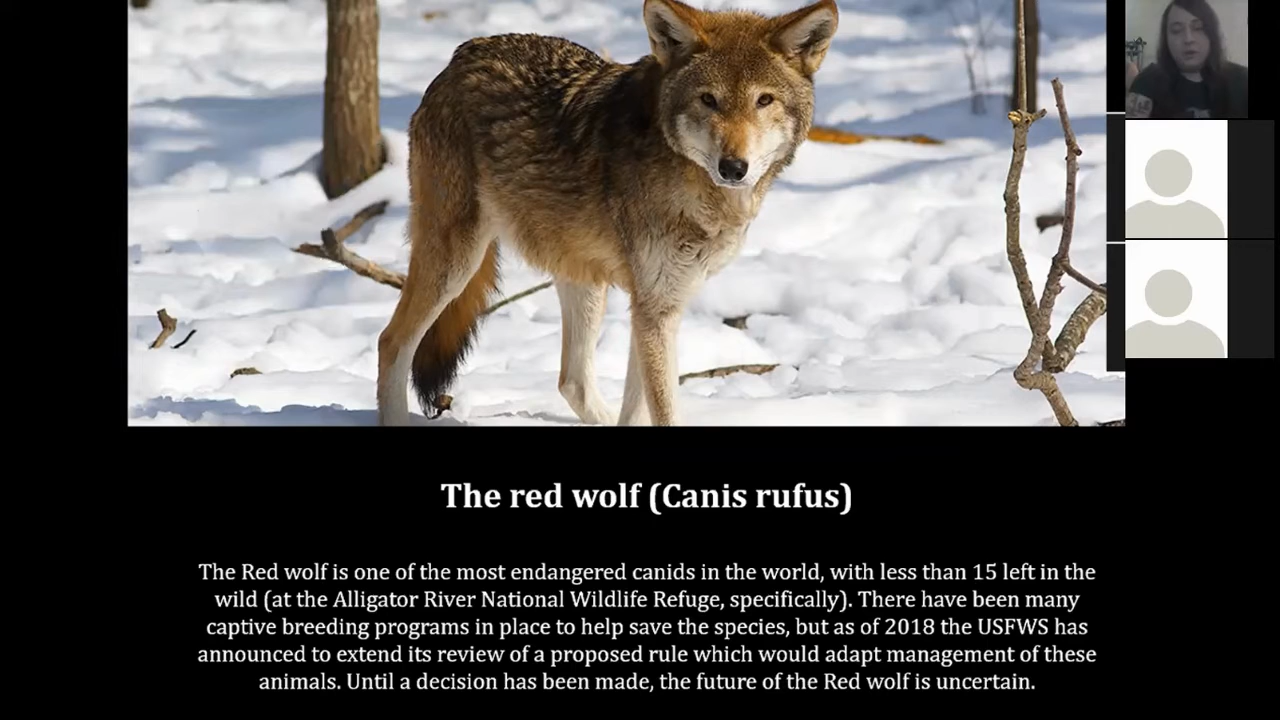 The red wolf (Canis rufus)
The Red wolf is one of the most endangered canids in the world, with less than 15 left in the
wild (at the Alligator River National Wildlife Refuge, specifically). There have been many
captive breeding programs in place to help save the species, but as of 2018 the USFWS has
announced to extend its review of a proposed rule which would adapt management of these
animals. Until a decision has been made, the future of the Red wolf is uncertain.